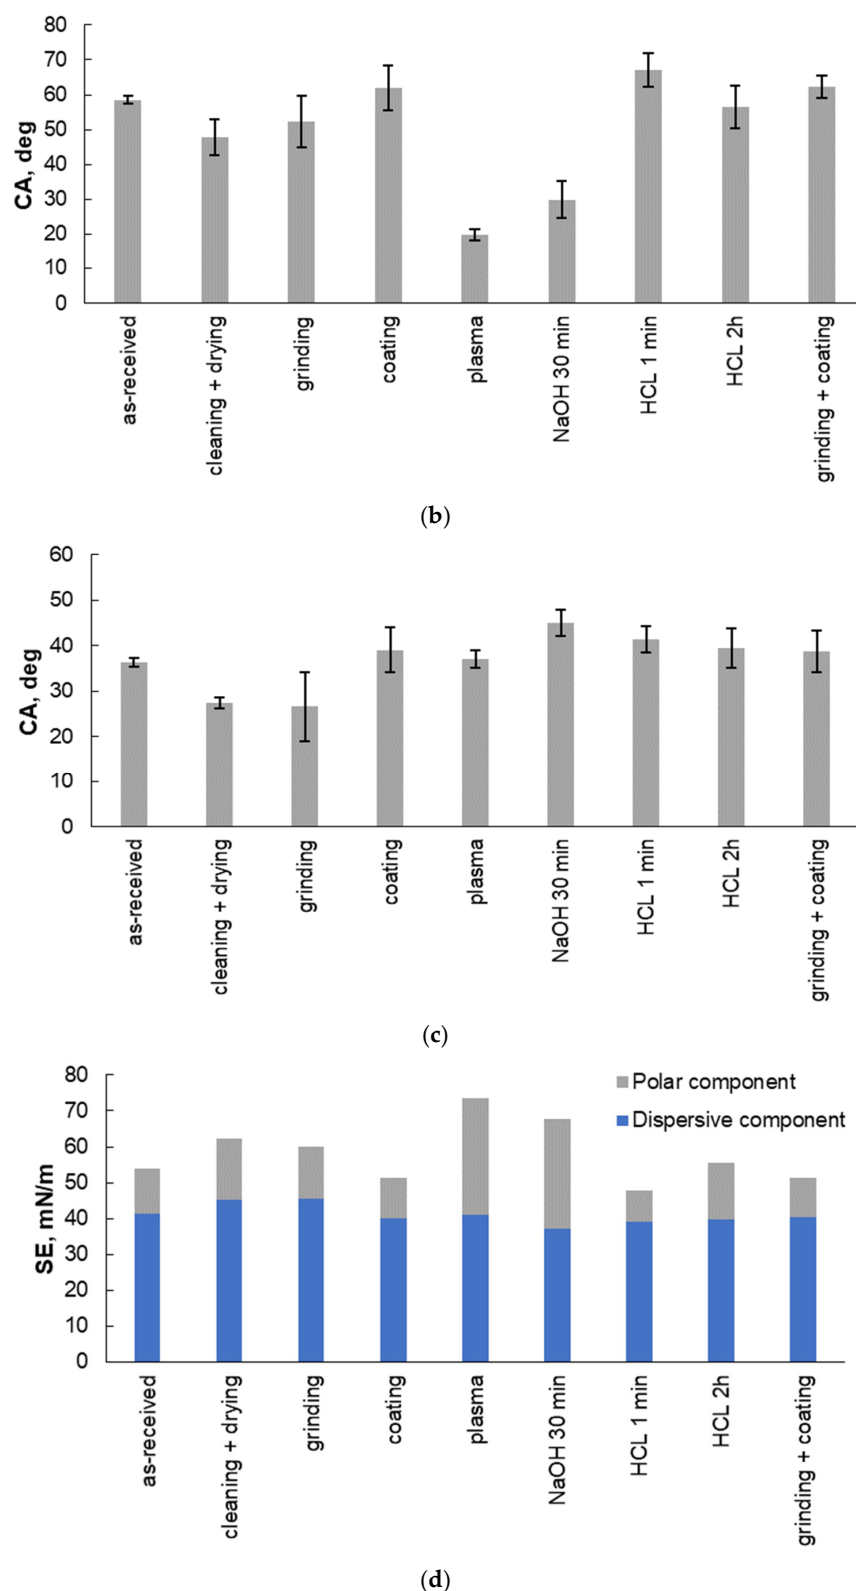 80
70
60
50
40
30
20
10
0
CA, deg
as-received
cleaning + drying
grinding
coating
plasma
NaOH 30 min
HCL 1 min
HCL 2h
grinding + coating
(b)
60
50
40
30
20
10
0
CA, deg
as-received
cleaning + drying
grinding
coating
plasma
NaOH 30 min
HCL 1 min
HCL 2h
grinding + coating
(c)
80
70
60
50
40
30
20
10
0
SE, mN/m
Polar component
Dispersive component
as-received
cleaning + drying
grinding
coating
plasma
NaOH 30 min
HCL 1 min
HCL 2h
grinding + coating
(d)